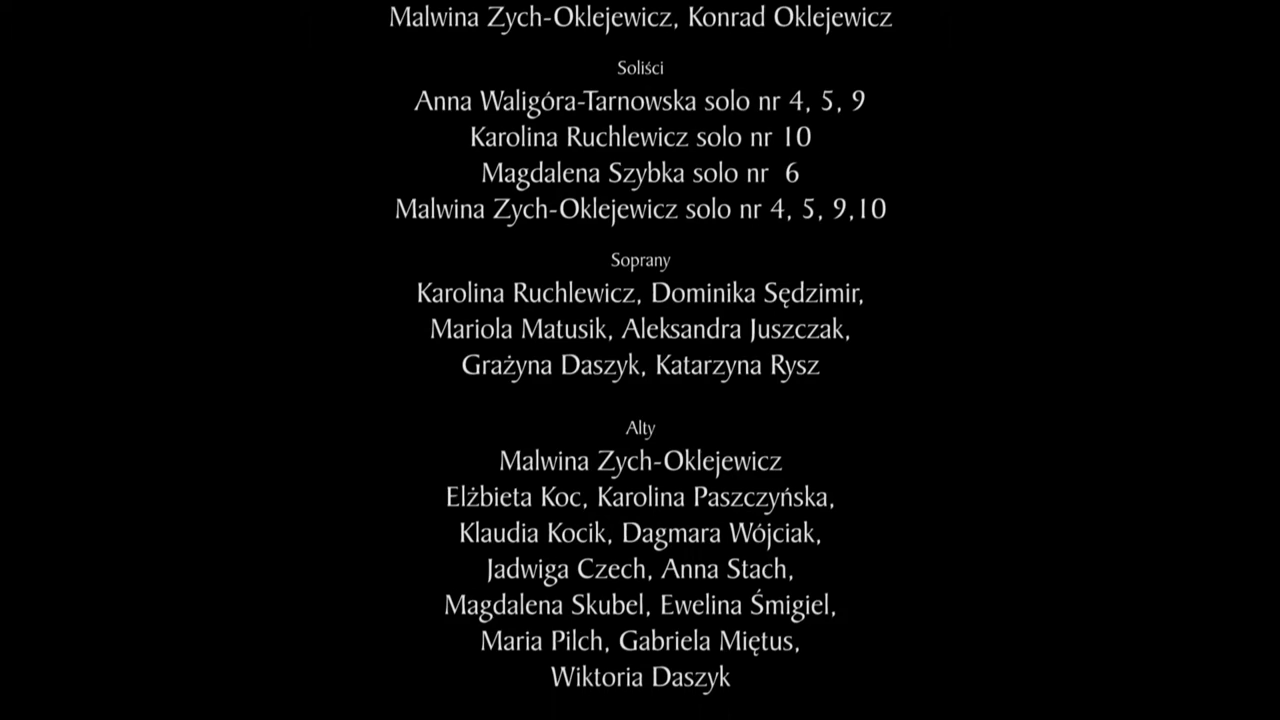 Malwina Zych-Oklejewicz, Konrad Oklejewicz
Soliści
Anna Waligóra-Tarnowska solo nr 4, 5, 9
Karolina Ruchlewicz solo nr 10
Magdalena Szybka solo nr  6
Malwina Zych-Oklejewicz solo nr 4, 5, 9,10
Soprany
Karolina Ruchlewicz, Dominika Sędzimir,
Mariola Matusik, Aleksandra Juszczak,
Grażyna Daszyk, Katarzyna Rysz
Alty
Malwina Zych-Oklejewicz
Elżbieta Koc, Karolina Paszczyńska,
Klaudia Kocik, Dagmara Wójciak,
Jadwiga Czech, Anna Stach,
Magdalena Skubel, Ewelina Śmigiel,
Maria Pilch, Gabriela Miętus,
Wiktoria Daszyk